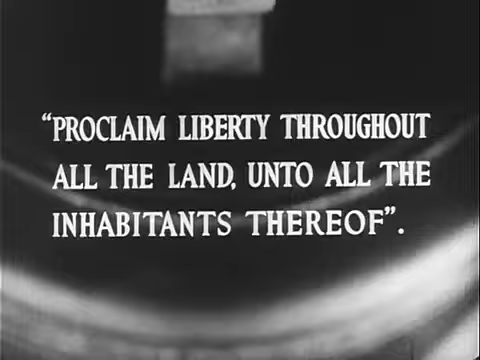 “PROCLAIM LIBERTY THROUGHOUT
ALL THE LAND, UNTO ALL THE
INHABITANTS THEREOF”.